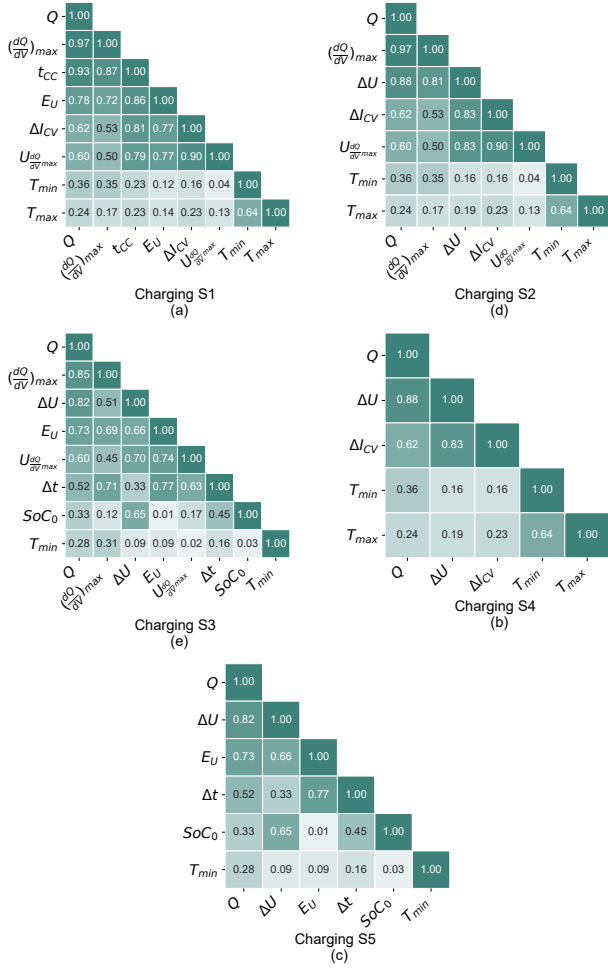 Q 1.00
(dQ/dV)max 0.97 1.00
tCC 0.93 0.87 1.00
EU 0.78 0.72 0.86 1.00
ΔICV 0.62 0.53 0.81 0.77 1.00
UdQ/dVmax 0.60 0.50 0.79 0.77 0.90 1.00
Tmin 0.36 0.35 0.23 0.12 0.16 0.04 1.00
Tmax 0.24 0.17 0.23 0.14 0.23 0.13 0.64 1.00
Q (dQ/dV)max tCC EU ΔICV UdQ/dVmax Tmin Tmax
Charging S1
(a)
Q 1.00
(dQ/dV)max 0.97 1.00
ΔU 0.88 0.81 1.00
ΔICV 0.62 0.53 0.83 1.00
UdQ/dVmax 0.60 0.50 0.83 0.90 1.00
Tmin 0.36 0.35 0.16 0.16 0.04 1.00
Tmax 0.24 0.17 0.19 0.23 0.13 0.64 1.00
Q (dQ/dV)max ΔU ΔICV UdQ/dVmax Tmin Tmax
Charging S2
(d)
Q 1.00
(dQ/dV)max 0.85 1.00
ΔU 0.82 0.51 1.00
EU 0.73 0.69 0.66 1.00
UdQ/dVmax 0.60 0.45 0.70 0.74 1.00
Δt 0.52 0.71 0.33 0.77 0.63 1.00
SoC0 0.33 0.12 0.65 0.01 0.17 0.45 1.00
Tmin 0.28 0.31 0.09 0.09 0.02 0.16 0.03 1.00
Q (dQ/dV)max ΔU EU UdQ/dVmax Δt SoC0 Tmin
Charging S3
(e)
Q 1.00
ΔU 0.88 1.00
ΔICV 0.62 0.83 1.00
Tmin 0.36 0.16 0.16 1.00
Tmax 0.24 0.19 0.23 0.64 1.00
Q ΔU ΔICV Tmin Tmax
Charging S4
(b)
Q 1.00
ΔU 0.82 1.00
EU 0.73 0.66 1.00
Δt 0.52 0.33 0.77 1.00
SoC0 0.33 0.65 0.01 0.45 1.00
Tmin 0.28 0.09 0.09 0.16 0.03 1.00
Q ΔU EU Δt SoC0 Tmin
Charging S5
(c)